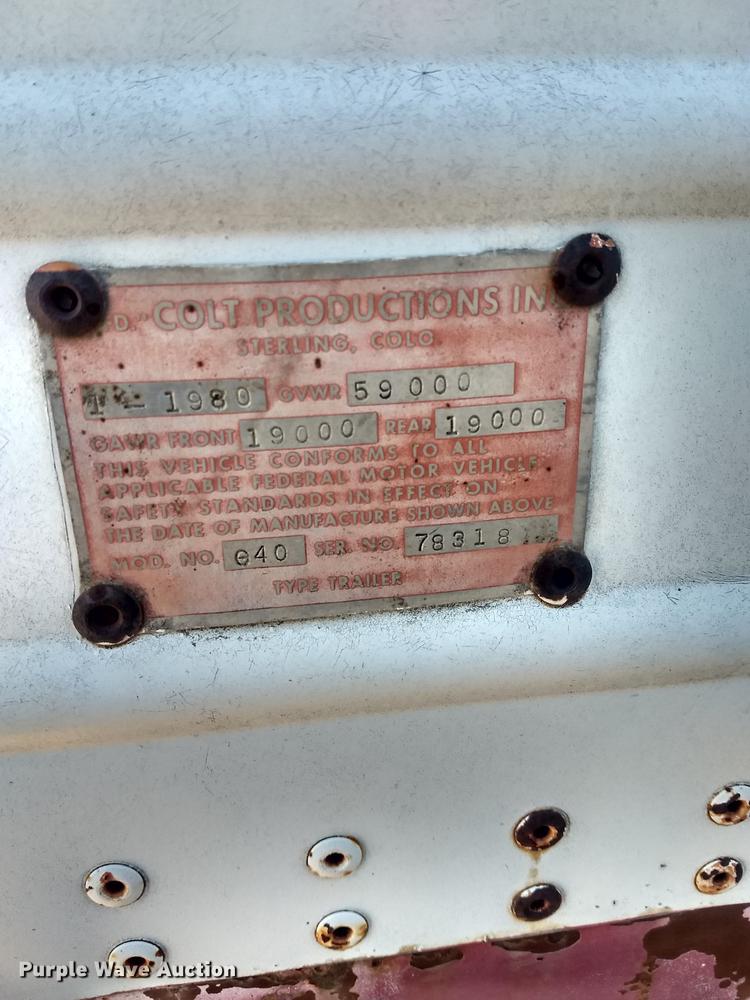 D. COLT PRODUCTIONS IN
STERLING, COLO
1 - 1980 GVWR 59000
GAWR FRONT 19000 REAR 19000
THIS VEHICLE CONFORMS TO ALL
APPLICABLE FEDERAL MOTOR VEHICLE
SAFETY STANDARDS IN EFFECT ON
THE DATE OF MANUFACTURE SHOWN ABOVE
MOD. NO. G40 SER. NO. 78318
TYPE TRAILER
Purple Wave Auction